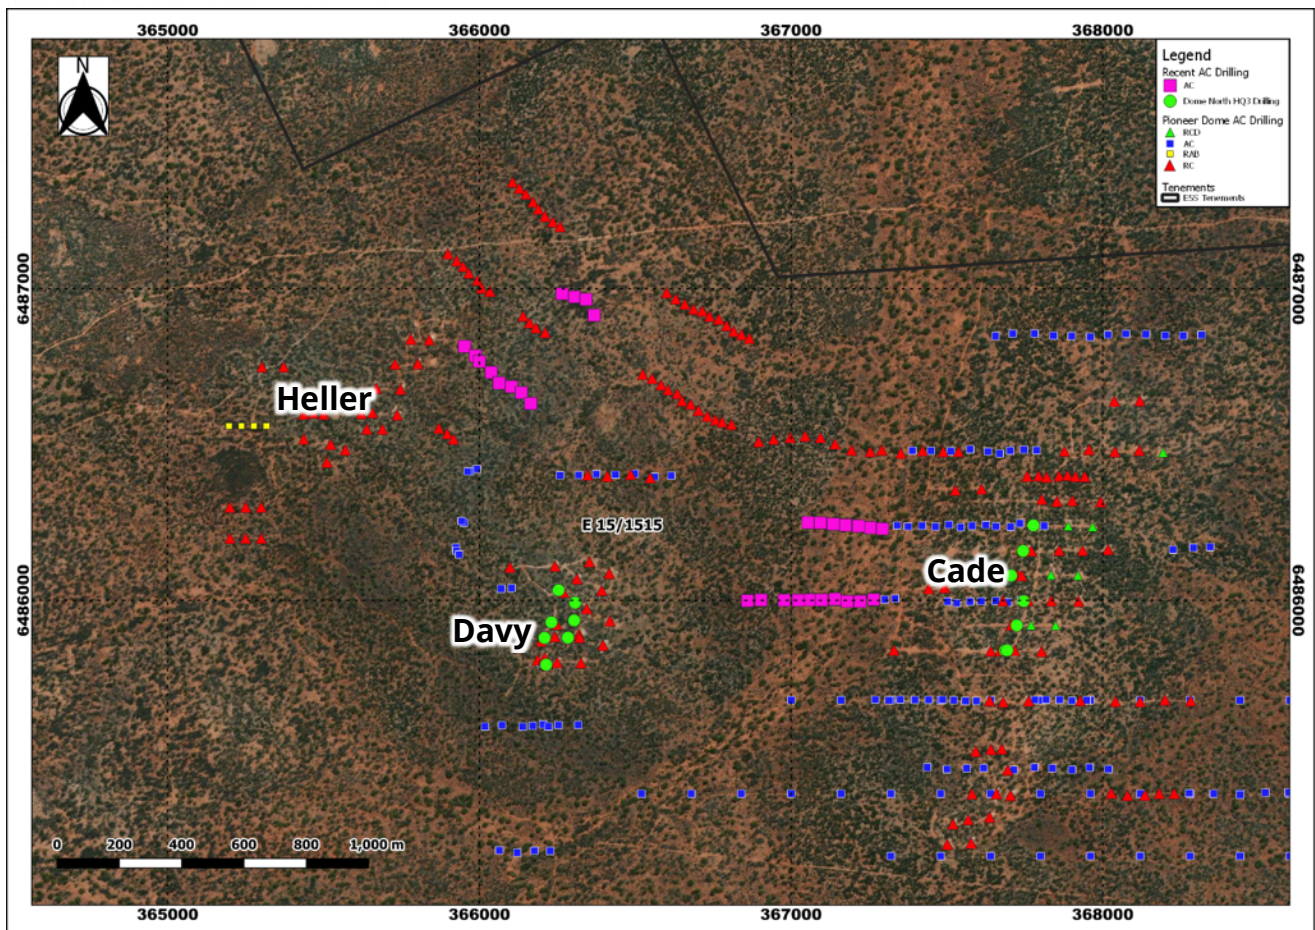 365000 366000 367000 368000
N
Legend
Recent AC Drilling
AC
Dome North HQ3 Drilling
Pioneer Dome AC Drilling
RCD
AC
RAB
RC
Tenements
ESS Tenements
6487000 6487000
Heller
E 15/1515
Cade
6486000 6486000
Davy
0 200 400 600 800 1,000 m
365000 366000 367000 368000